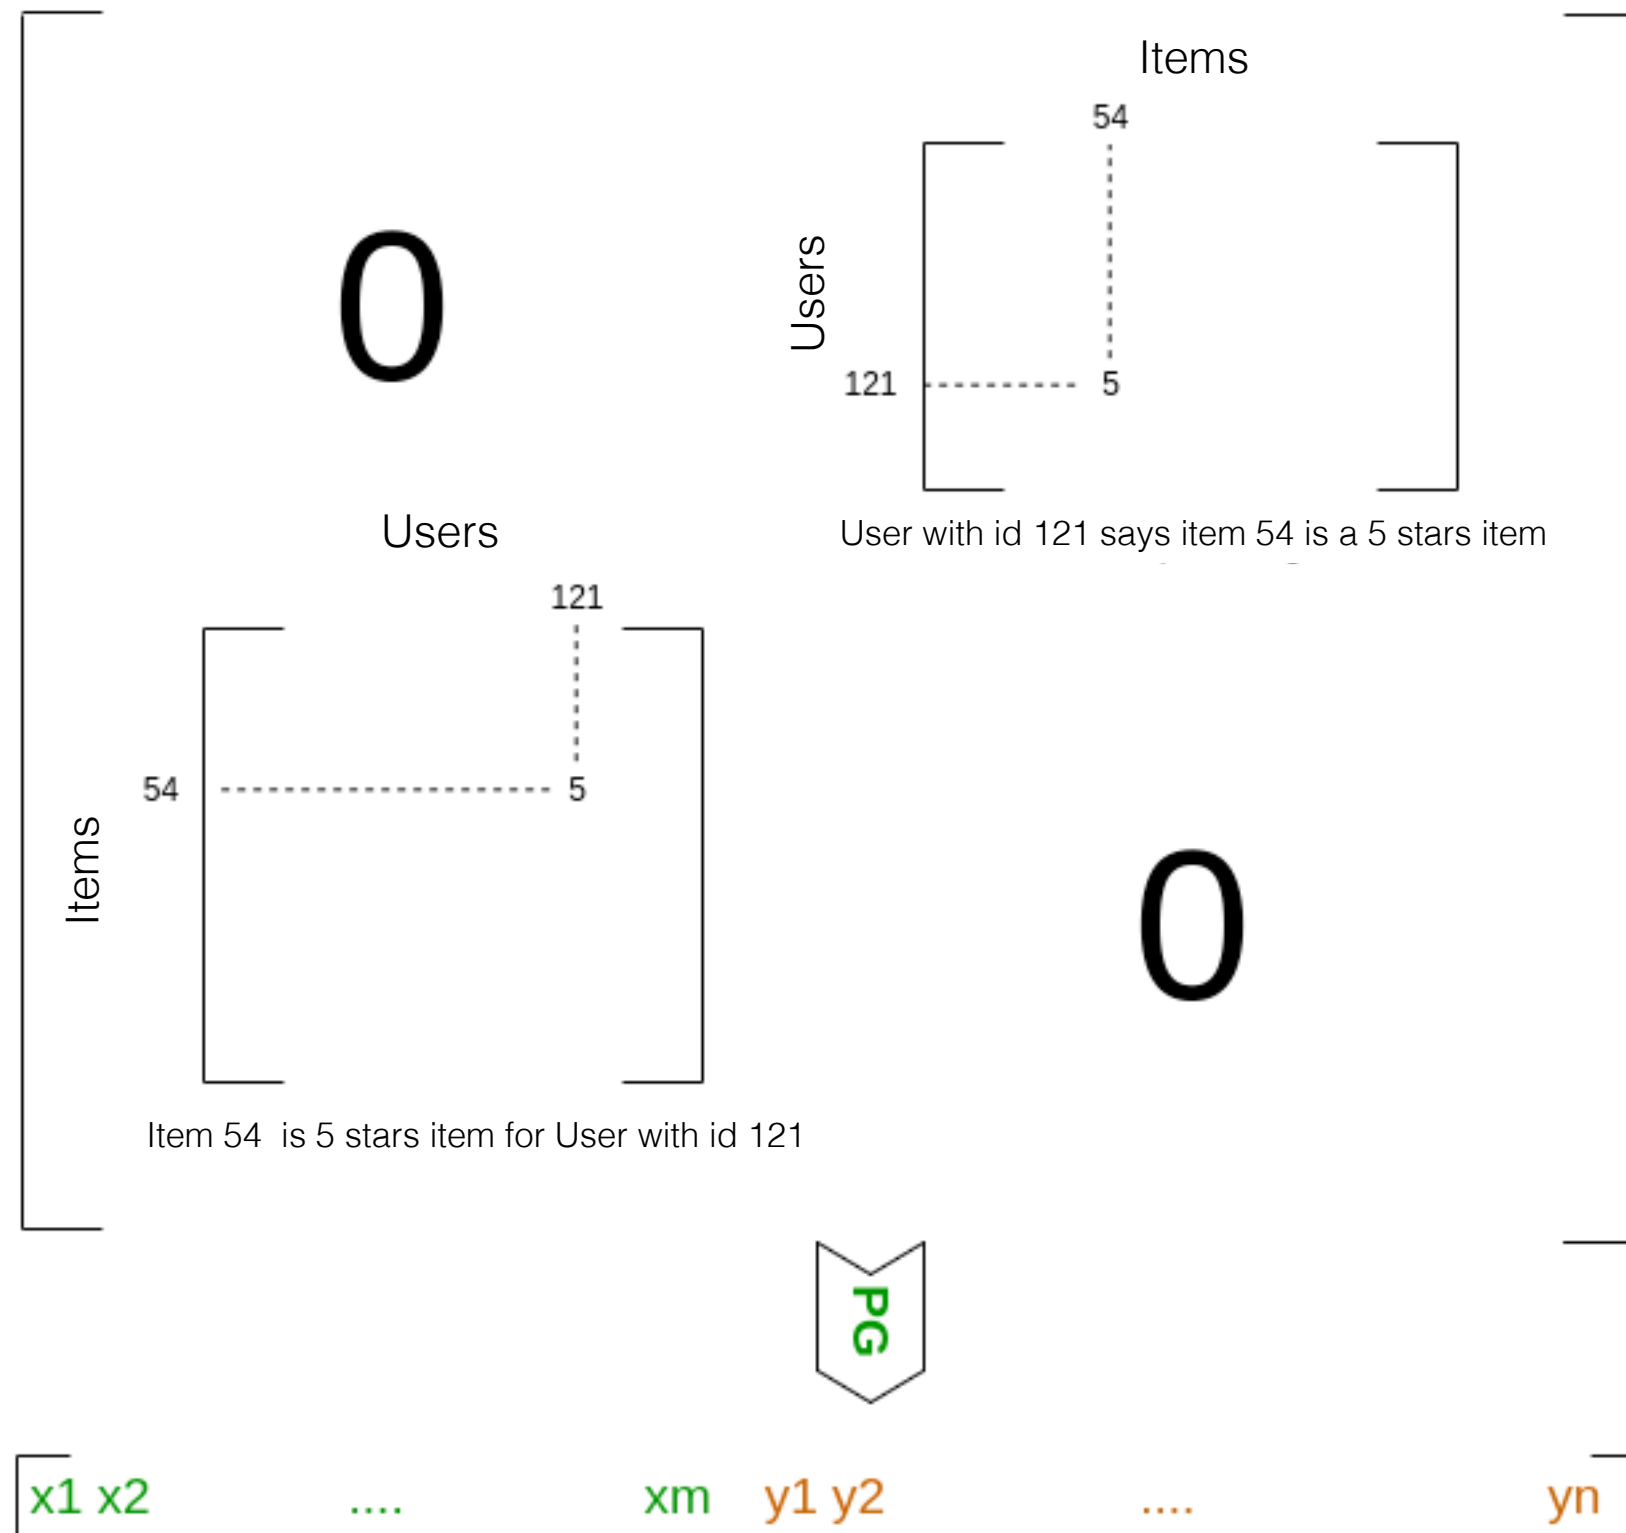 Items
54
0
Users
121
5
User with id 121 says item 54 is a 5 stars item
Users
121
54
5
Items
0
Item 54 is 5 stars item for User with id 121
PG
x1 x2 .... xm y1 y2 .... yn